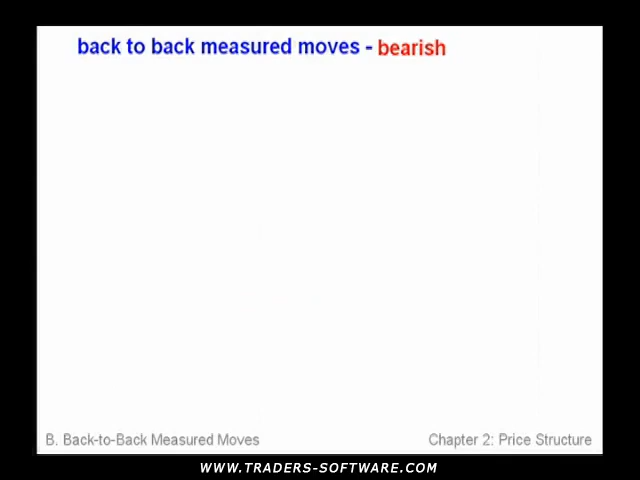 back to back measured moves - bearish
B. Back-to-Back Measured Moves
Chapter 2: Price Structure
WWW.TRADERS-SOFTWARE.COM